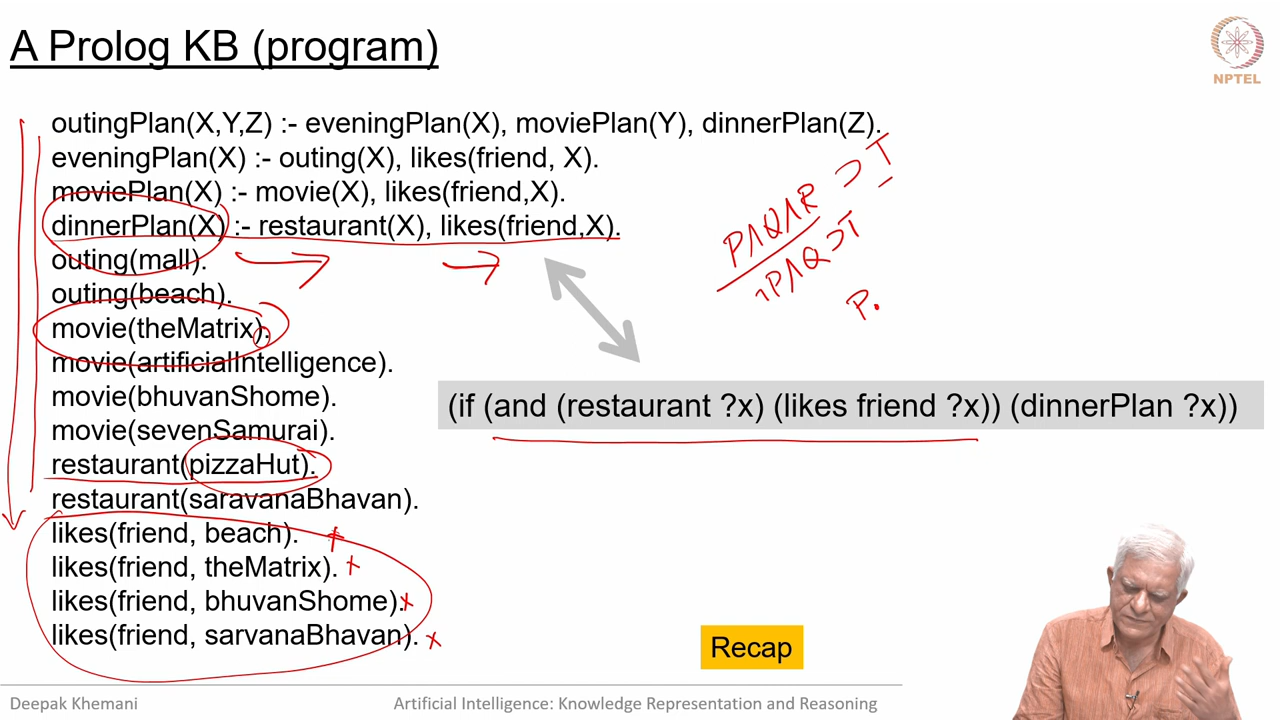 A Prolog KB (program)
NPTEL
outingPlan(X,Y,Z) :- eveningPlan(X), moviePlan(Y), dinnerPlan(Z).
eveningPlan(X) :- outing(X), likes(friend, X).
moviePlan(X) :- movie(X), likes(friend,X).
dinnerPlan(X) :- restaurant(X), likes(friend,X).
outing(mall).
outing(beach).
movie(theMatrix).
movie(artificialIntelligence).
movie(bhuvanShome).
movie(sevenSamurai).
restaurant(pizzaHut).
restaurant(saravanaBhavan).
likes(friend, beach).
likes(friend, theMatrix).
likes(friend, bhuvanShome).
likes(friend, sarvanaBhavan).
P∧Q∧R ⊃ T
¬P∧Q⊃T
P.
(if (and (restaurant ?x) (likes friend ?x)) (dinnerPlan ?x))
Recap
Deepak Khemani
Artificial Intelligence: Knowledge Representation and Reasoning